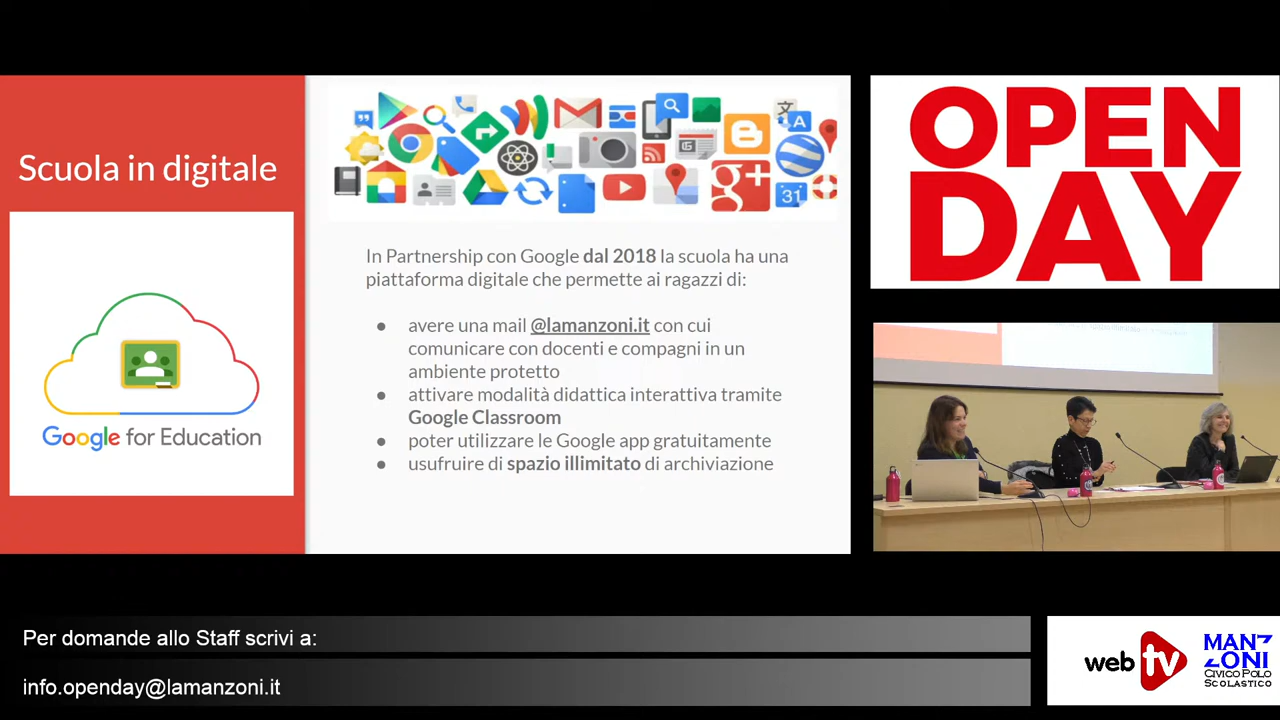 Scuola in digitale
Google for Education
31
In Partnership con Google dal 2018 la scuola ha una
piattaforma digitale che permette ai ragazzi di:
● avere una mail @lamanzoni.it con cui
comunicare con docenti e compagni in un
ambiente protetto
● attivare modalità didattica interattiva tramite
Google Classroom
● poter utilizzare le Google app gratuitamente
● usufruire di spazio illimitato di archiviazione
OPEN
DAY
Per domande allo Staff scrivi a:
info.openday@lamanzoni.it
web tv
MANZ
ZONI
CIVICO POLO
SCOLASTICO